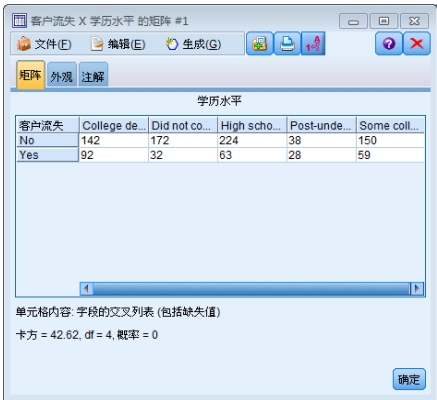 客户流失 X 学历水平 的矩阵 #1
文件(F) 编辑(E) 生成(G)
矩阵 外观 注解
学历水平
客户流失 College de... Did not co... High scho... Post-unde... Some coll...
No 142 172 224 38 150
Yes 92 32 63 28 59
单元格内容: 字段的交叉列表 (包括缺失值)
卡方 = 42.62, df = 4, 概率 = 0
确定